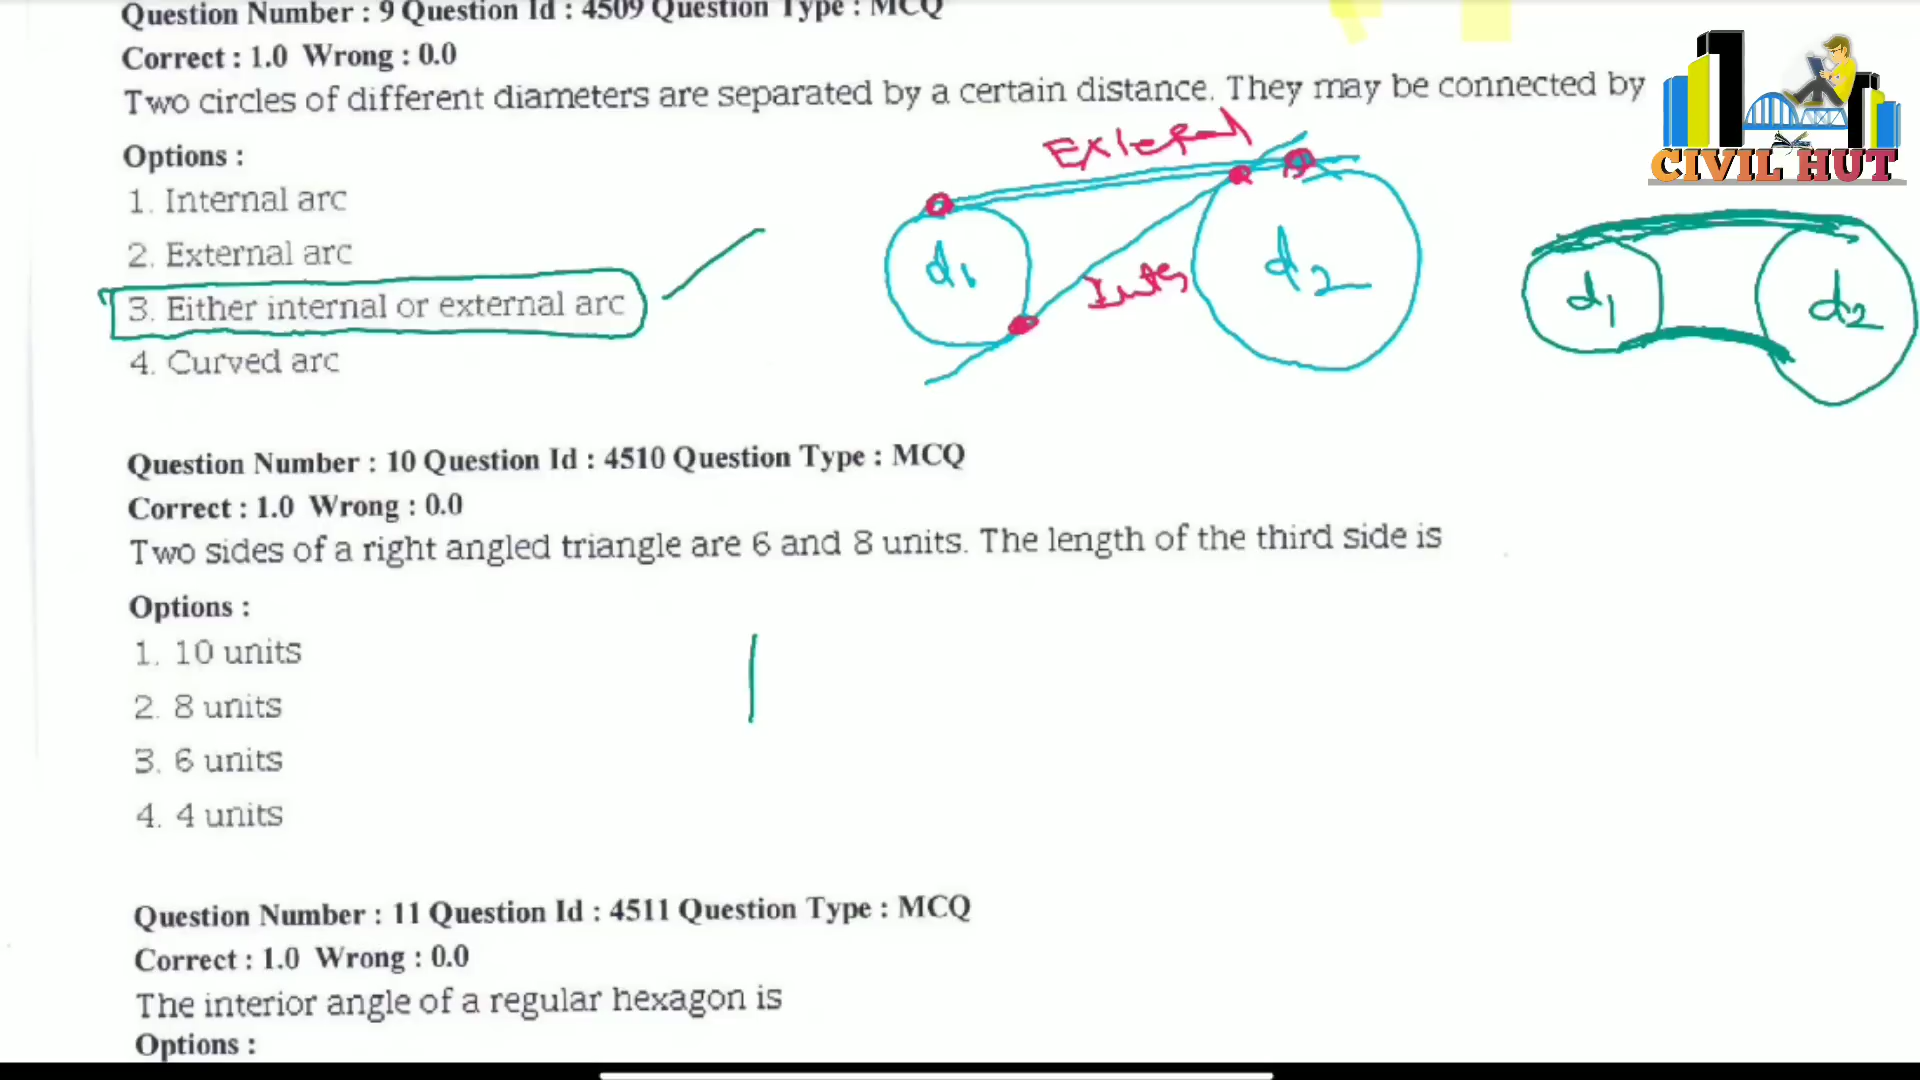 Question Number : 9 Question Id : 4509 Question Type : MCQ
Correct : 1.0 Wrong : 0.0
Two circles of different diameters are separated by a certain distance. They may be connected by
Options :
1. Internal arc
2. External arc
3. Either internal or external arc
4. Curved arc
External
d1
d2
d1
d2
CIVIL HUT
Question Number : 10 Question Id : 4510 Question Type : MCQ
Correct : 1.0 Wrong : 0.0
Two sides of a right angled triangle are 6 and 8 units. The length of the third side is
Options :
1. 10 units
2. 8 units
3. 6 units
4. 4 units
Question Number : 11 Question Id : 4511 Question Type : MCQ
Correct : 1.0 Wrong : 0.0
The interior angle of a regular hexagon is
Options :